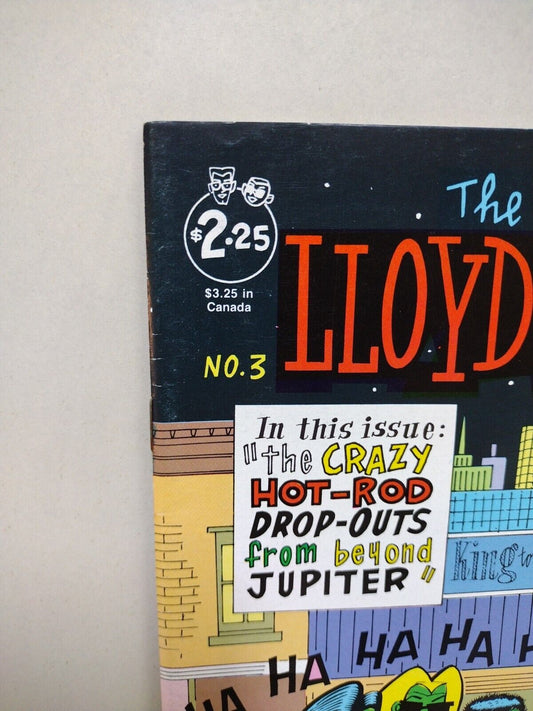 The
$2.25
LLOYD
$3.25 in
Canada
NO.3
In this issue:
"the CRAZY
HOT-ROD
DROP-OUTS
from beyond
JUPITER"
King to
HA HA HA HA H